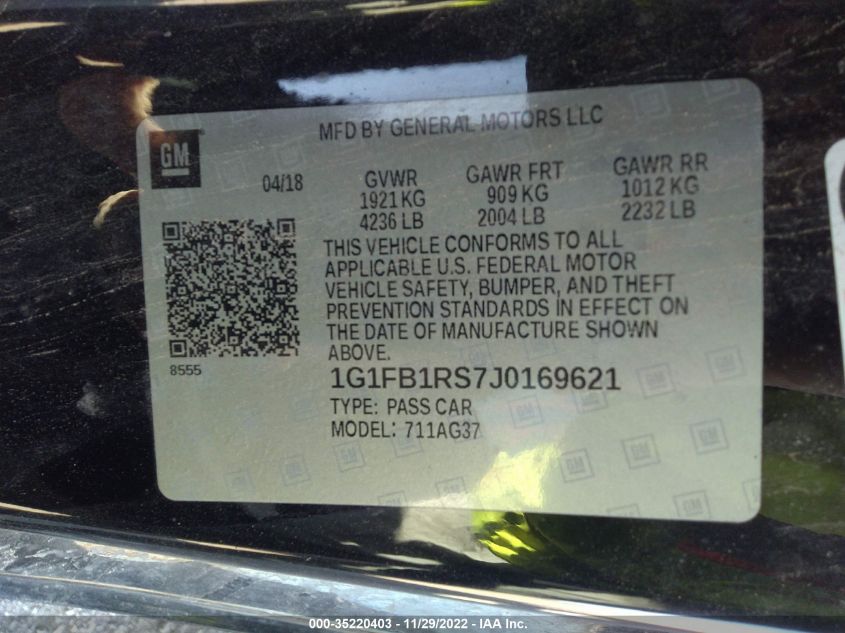 MFD BY GENERAL MOTORS LLC
GM
04/18
GVWR
1921 KG
4236 LB
GAWR FRT
909 KG
2004 LB
GAWR RR
1012 KG
2232 LB
THIS VEHICLE CONFORMS TO ALL
APPLICABLE U.S. FEDERAL MOTOR
VEHICLE SAFETY, BUMPER, AND THEFT
PREVENTION STANDARDS IN EFFECT ON
THE DATE OF MANUFACTURE SHOWN
ABOVE.
8555
1G1FB1RS7J0169621
TYPE: PASS CAR
MODEL: 711AG37
000-35220403 - 11/29/2022 - IAA Inc.